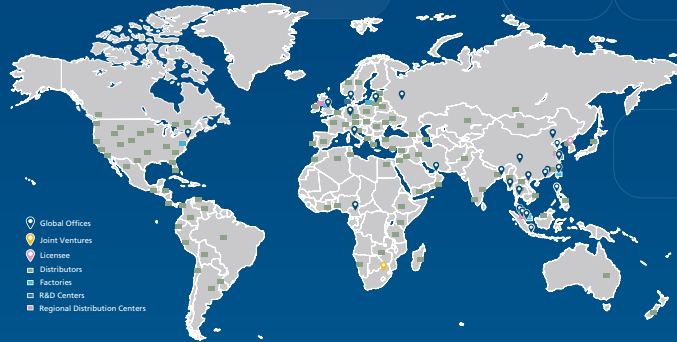 Global Offices
Joint Ventures
Licensee
Distributors
Factories
R&D Centers
Regional Distribution Centers